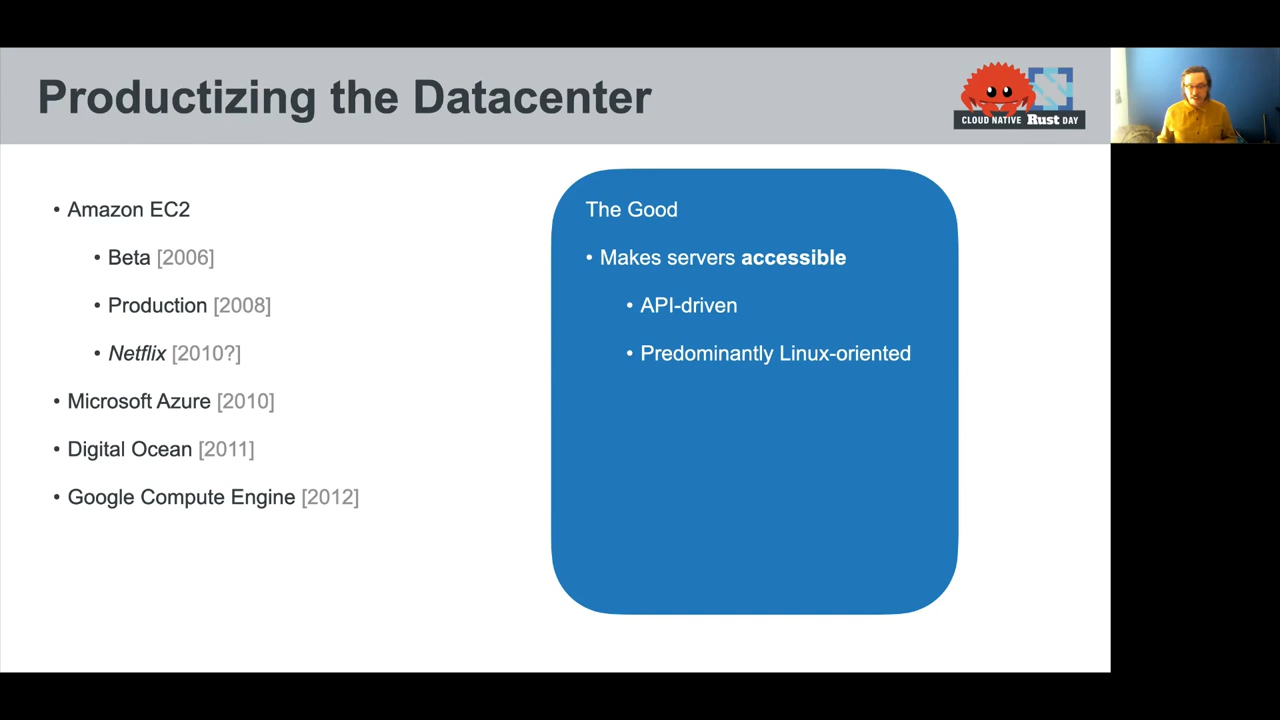 Productizing the Datacenter
CLOUD NATIVE Rust DAY
• Amazon EC2
• Beta [2006]
• Production [2008]
• Netflix [2010?]
• Microsoft Azure [2010]
• Digital Ocean [2011]
• Google Compute Engine [2012]
The Good
• Makes servers accessible
• API-driven
• Predominantly Linux-oriented